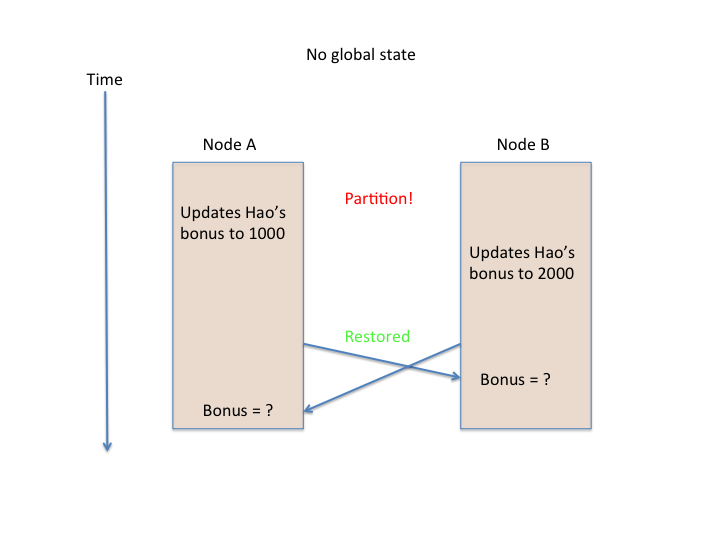 No global state
Time
Node A
Node B
Partition!
Updates Hao’s
bonus to 1000
Updates Hao’s
bonus to 2000
Restored
Bonus = ?
Bonus = ?